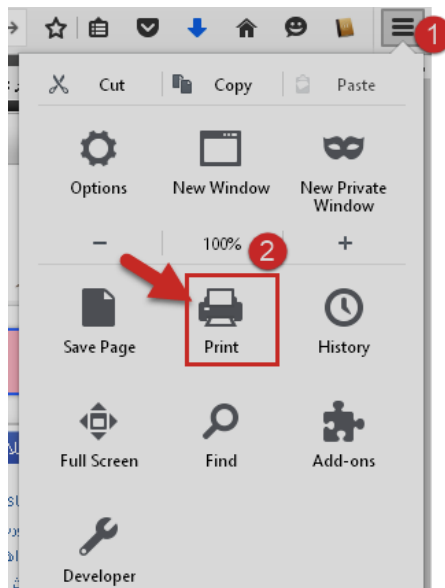 1
Cut Copy Paste
Options New Window New Private
Window
− 100% +
2
Save Page Print History
Full Screen Find Add-ons
Developer